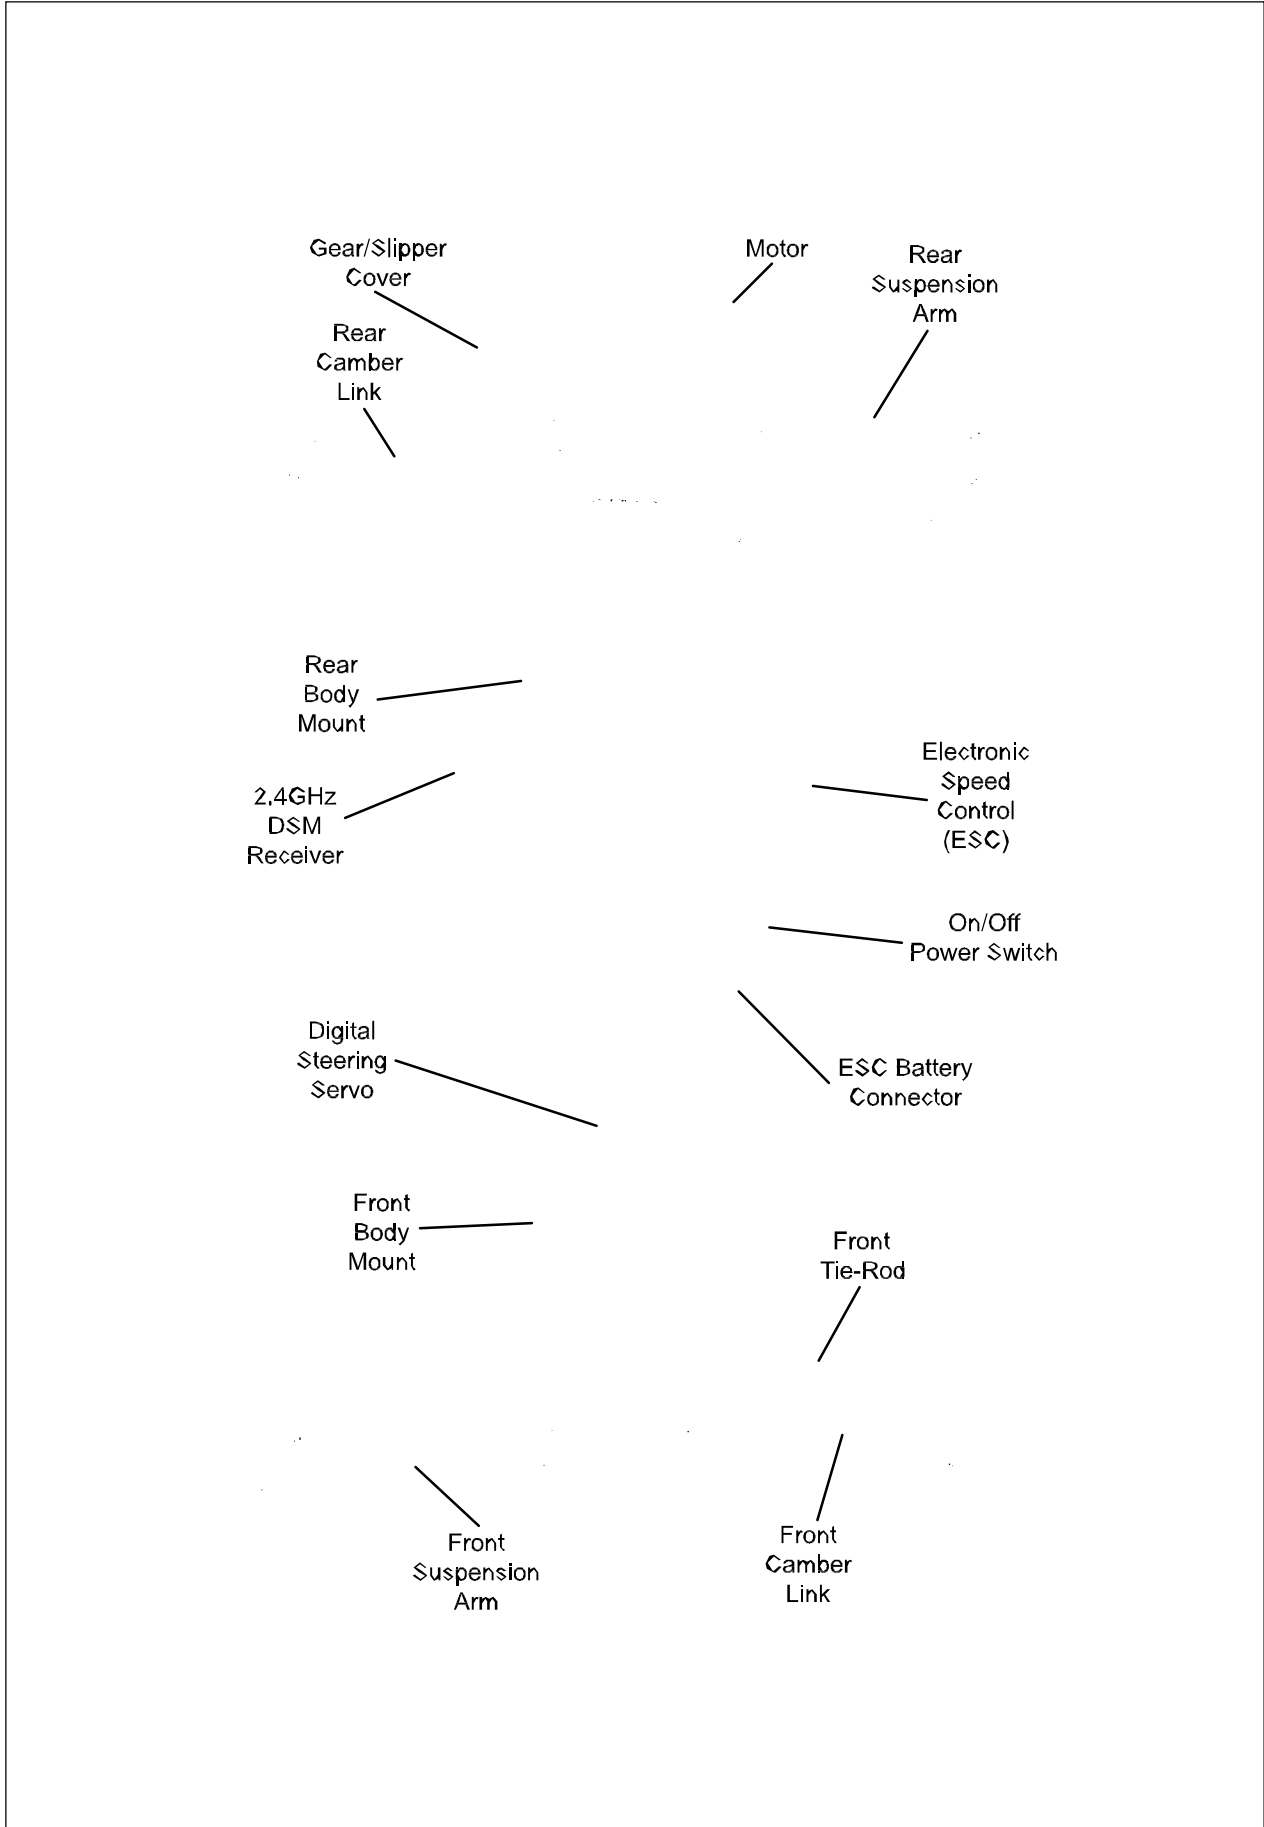 Gear/Slipper
Cover
Motor
Rear
Suspension
Arm
Rear
Camber
Link
Rear
Body
Mount
Electronic
Speed
Control
(ESC)
2.4GHz
DSM
Receiver
On/Off
Power Switch
Digital
Steering
Servo
ESC Battery
Connector
Front
Body
Mount
Front
Tie-Rod
Front
Suspension
Arm
Front
Camber
Link